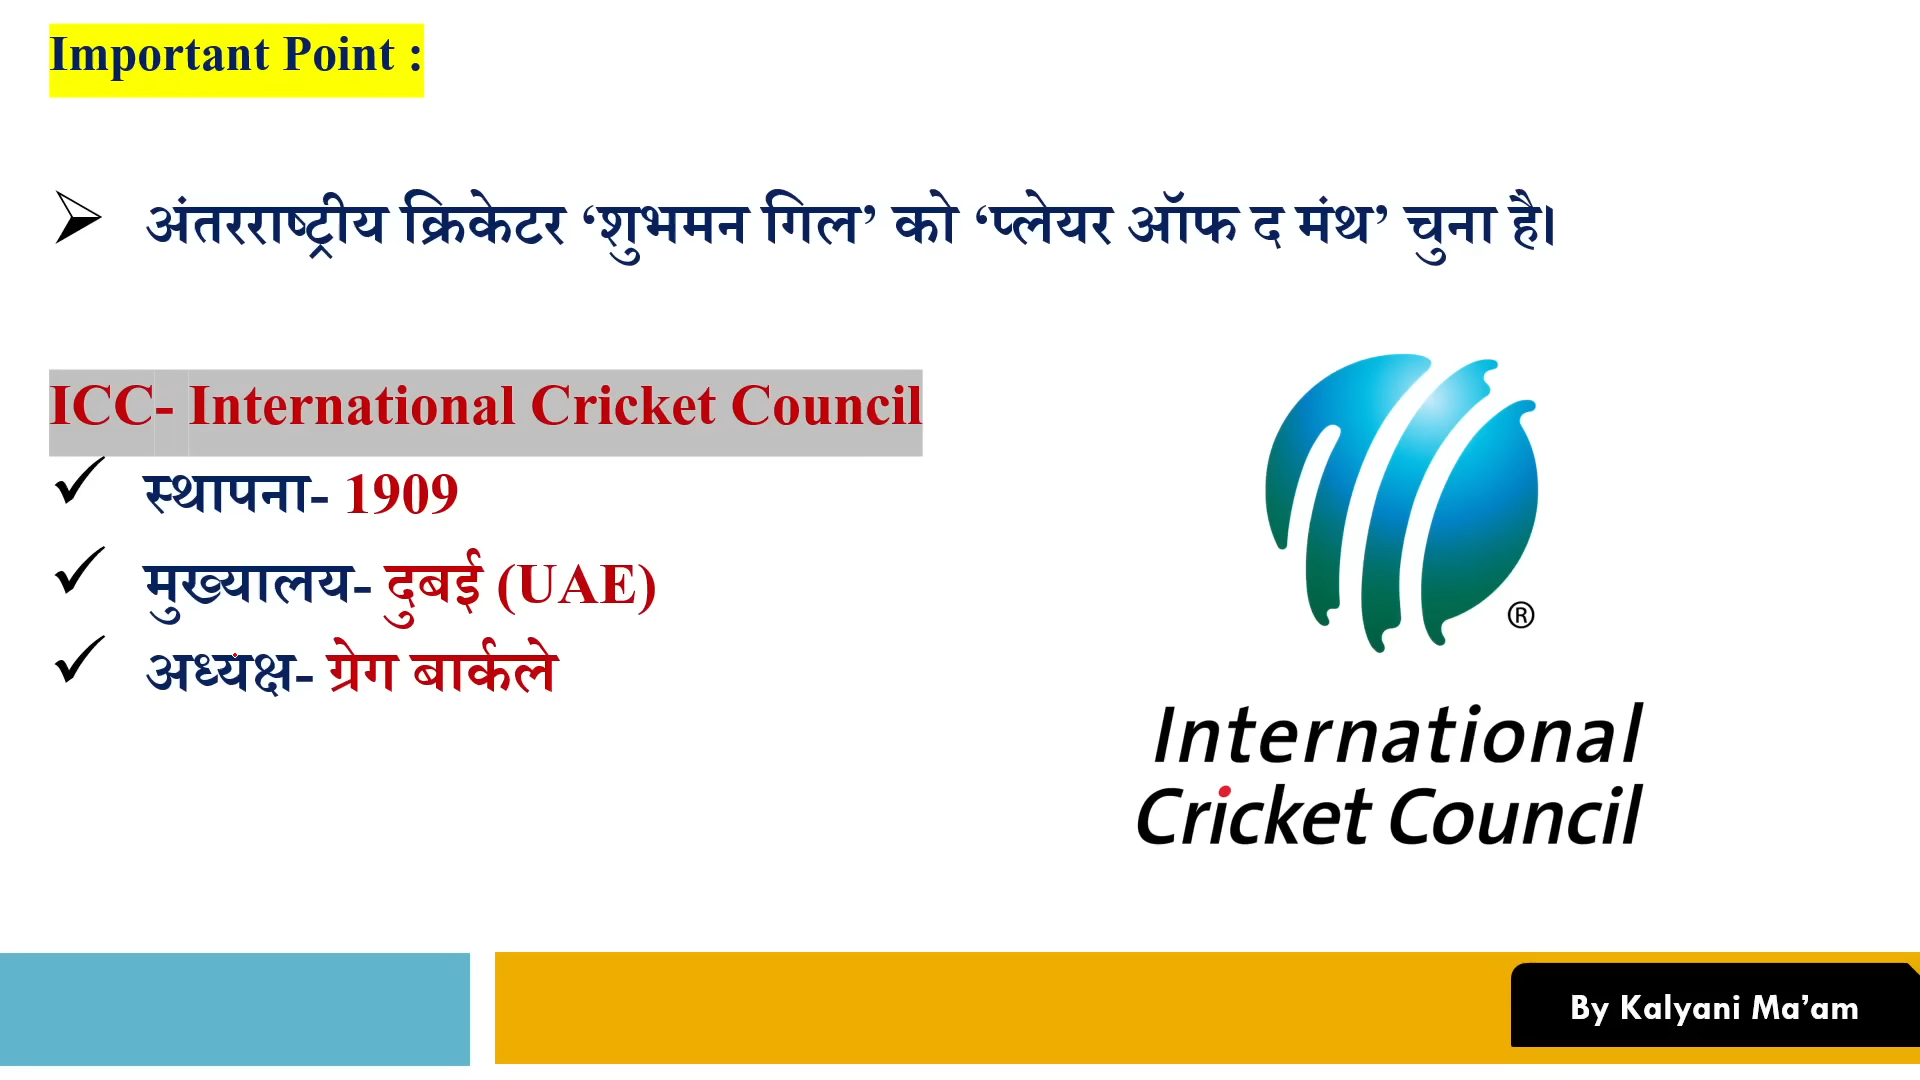 Important Point :
अंतरराष्ट्रीय क्रिकेटर ‘शुभमन गिल’ को ‘प्लेयर ऑफ द मंथ’ चुना है।
ICC- International Cricket Council
स्थापना- 1909
मुख्यालय- दुबई (UAE)
अध्यक्ष- ग्रेग बार्कले
®
International
Cricket Council
By Kalyani Ma’am